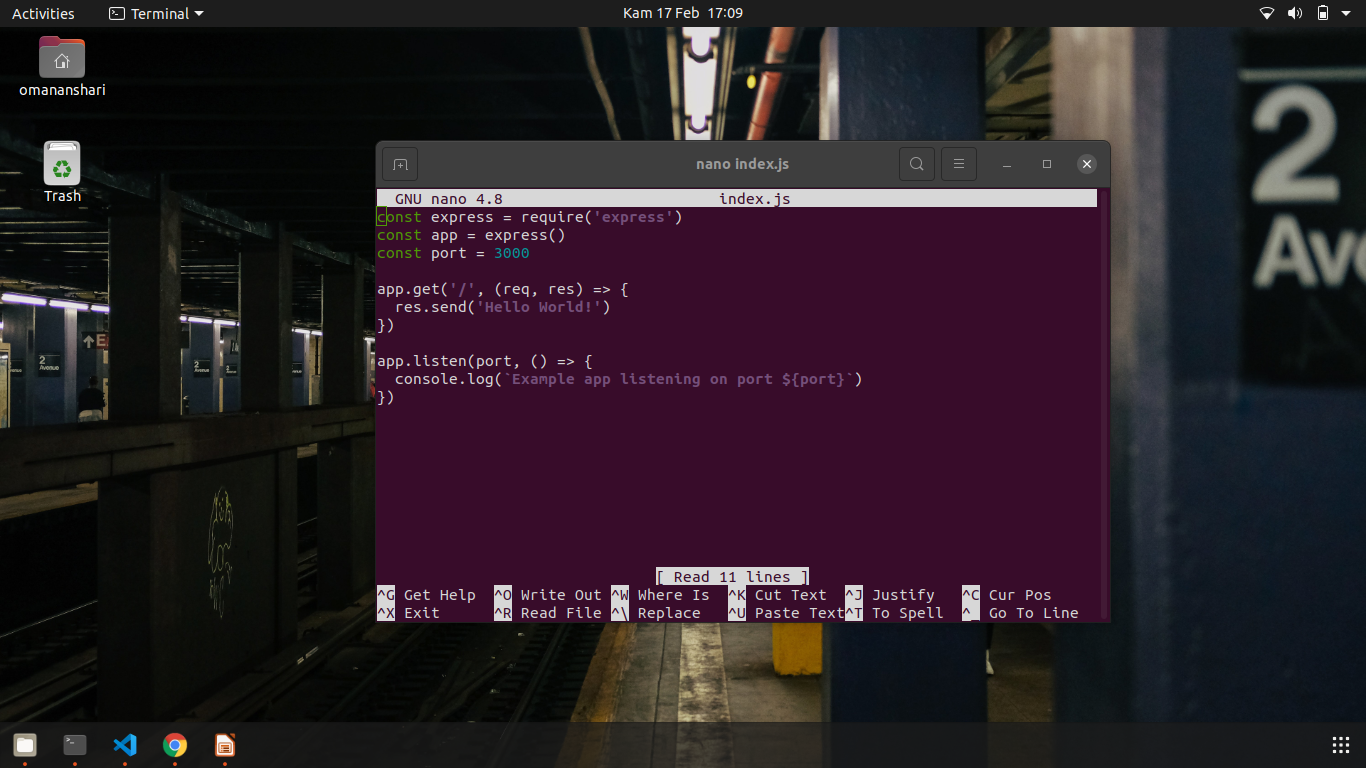 Activities
Terminal
Kam 17 Feb 17:09
omananshari
Trash
nano index.js
GNU nano 4.8 index.js
const express = require('express')
const app = express()
const port = 3000
app.get('/', (req, res) => {
  res.send('Hello World!')
})
app.listen(port, () => {
  console.log(`Example app listening on port ${port}`)
})
[ Read 11 lines ]
^G Get Help ^O Write Out ^W Where Is ^K Cut Text ^J Justify ^C Cur Pos
^X Exit ^R Read File ^\ Replace ^U Paste Text ^T To Spell ^_ Go To Line
2
Ave
2
Avenue
2